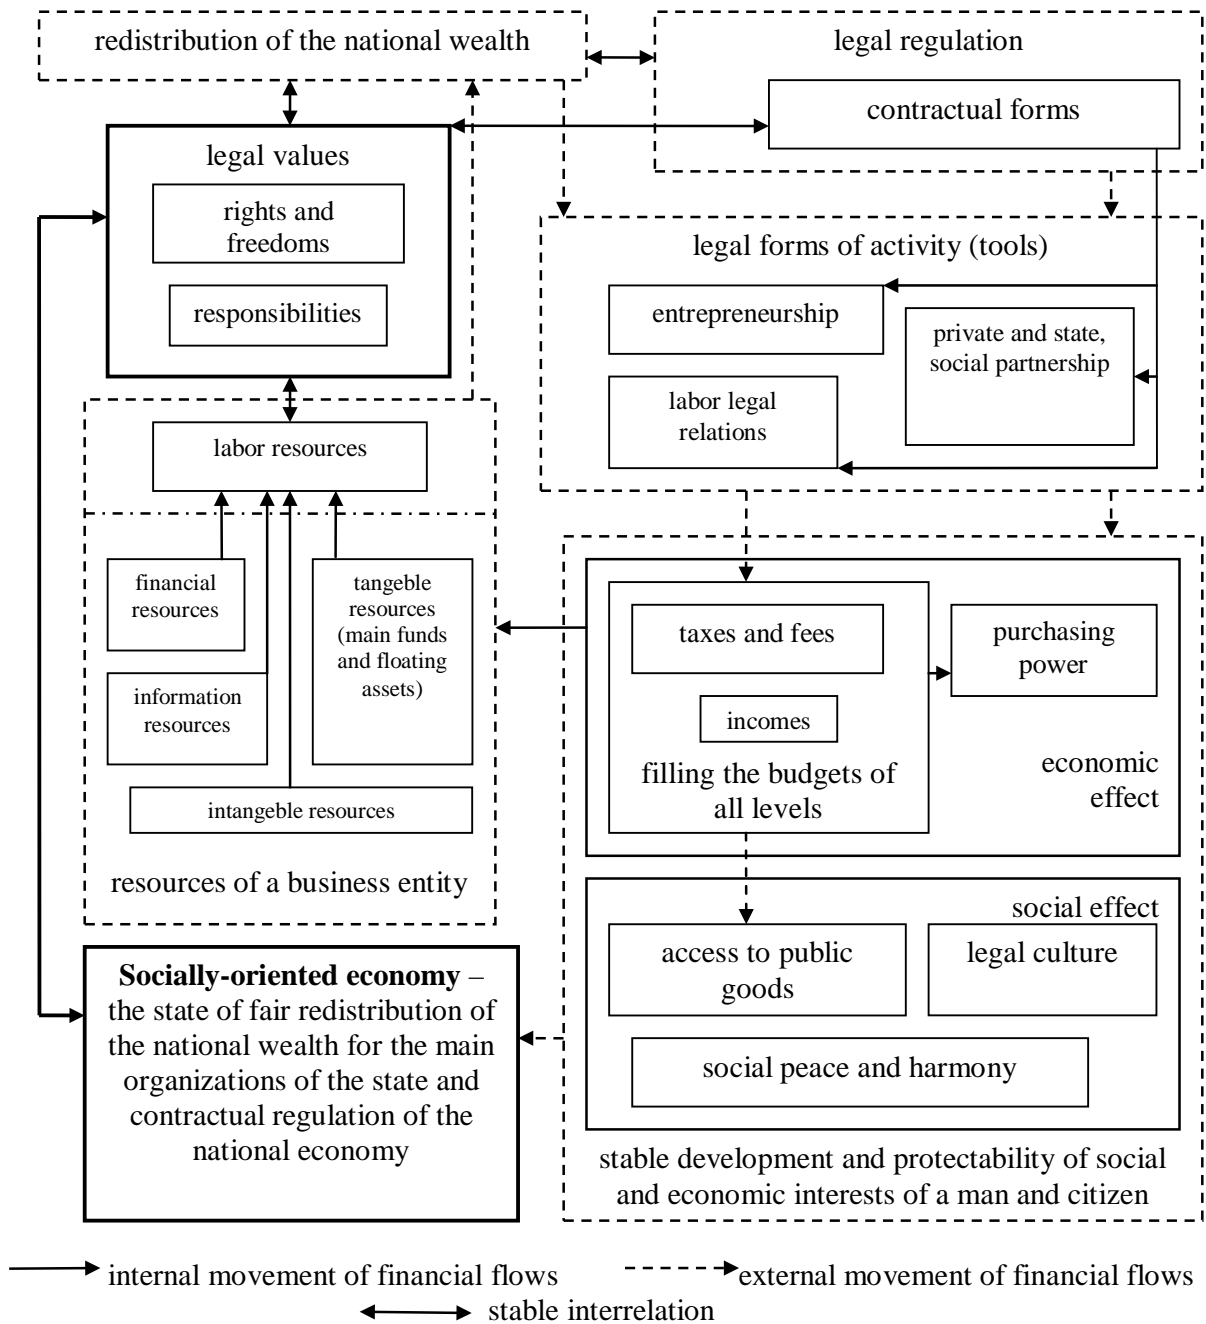 redistribution of the national wealth
legal regulation
contractual forms
legal values
rights and
freedoms
responsibilities
legal forms of activity (tools)
entrepreneurship
private and state,
social partnership
labor legal
relations
labor resources
financial
resources
tangeble
resources
(main funds
and floating
assets)
information
resources
intangeble resources
resources of a business entity
taxes and fees
incomes
filling the budgets of
all levels
purchasing
power
economic
effect
social effect
access to public
goods
legal culture
social peace and harmony
stable development and protectability of social
and economic interests of a man and citizen
Socially-oriented economy –
the state of fair redistribution of
the national wealth for the main
organizations of the state and
contractual regulation of the
national economy
internal movement of financial flows
external movement of financial flows
stable interrelation